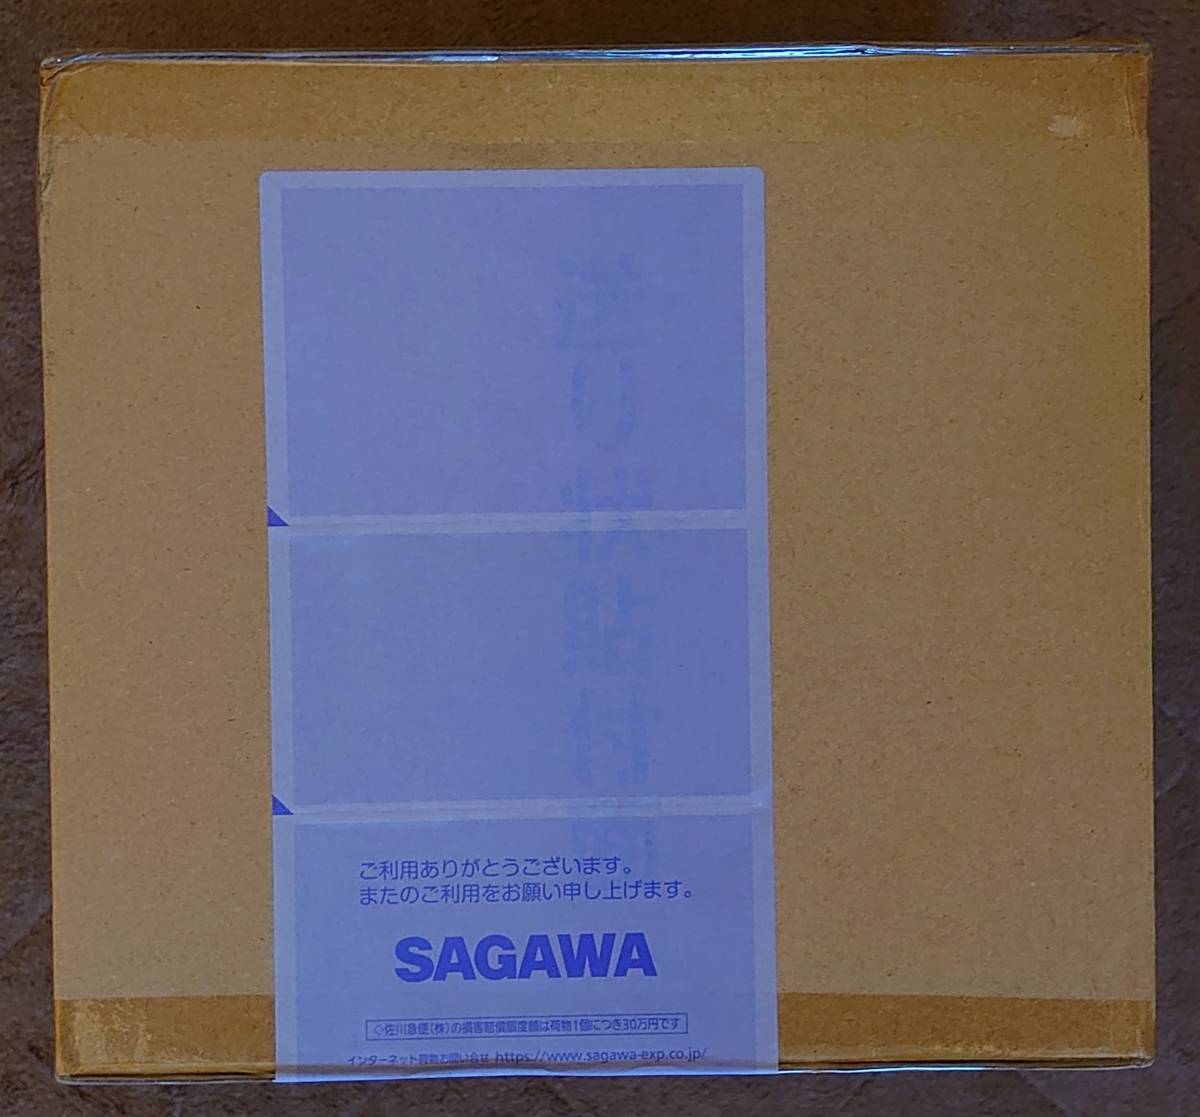 ご利用ありがとうございます。
またのご利用をお願い申し上げます。
SAGAWA
◇佐川急便(株)の損害賠償限度額は荷物1個につき30万円です
インターネット荷物お問い合せ https://www.sagawa-exp.co.jp/